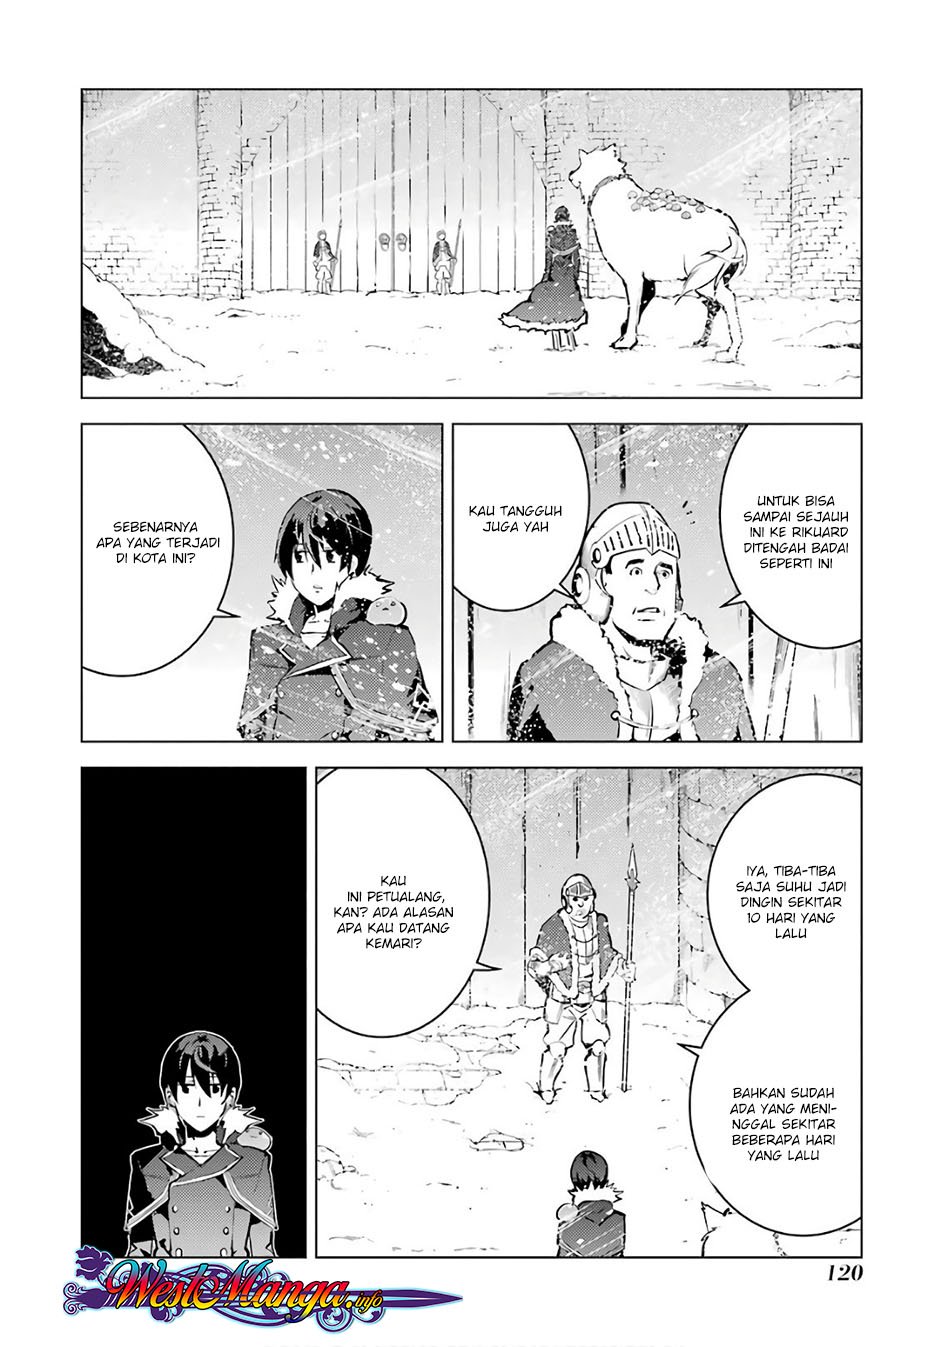 UNTUK BISA
SAMPAI SEJAUH
INI KE RIKUARD
DITENGAH BADAI
SEPERTI INI
KAU TANGGUH
JUGA YAH
SEBENARNYA
APA YANG TERJADI
DI KOTA INI?
IYA, TIBA-TIBA
SAJA SUHU JADI
DINGIN SEKITAR
10 HARI YANG
LALU
BAHKAN SUDAH
ADA YANG MENI-
NGGAL SEKITAR
BEBERAPA HARI
YANG LALU
KAU
INI PETUALANG,
KAN? ADA ALASAN
APA KAU DATANG
KEMARI?
120
WestManga.info